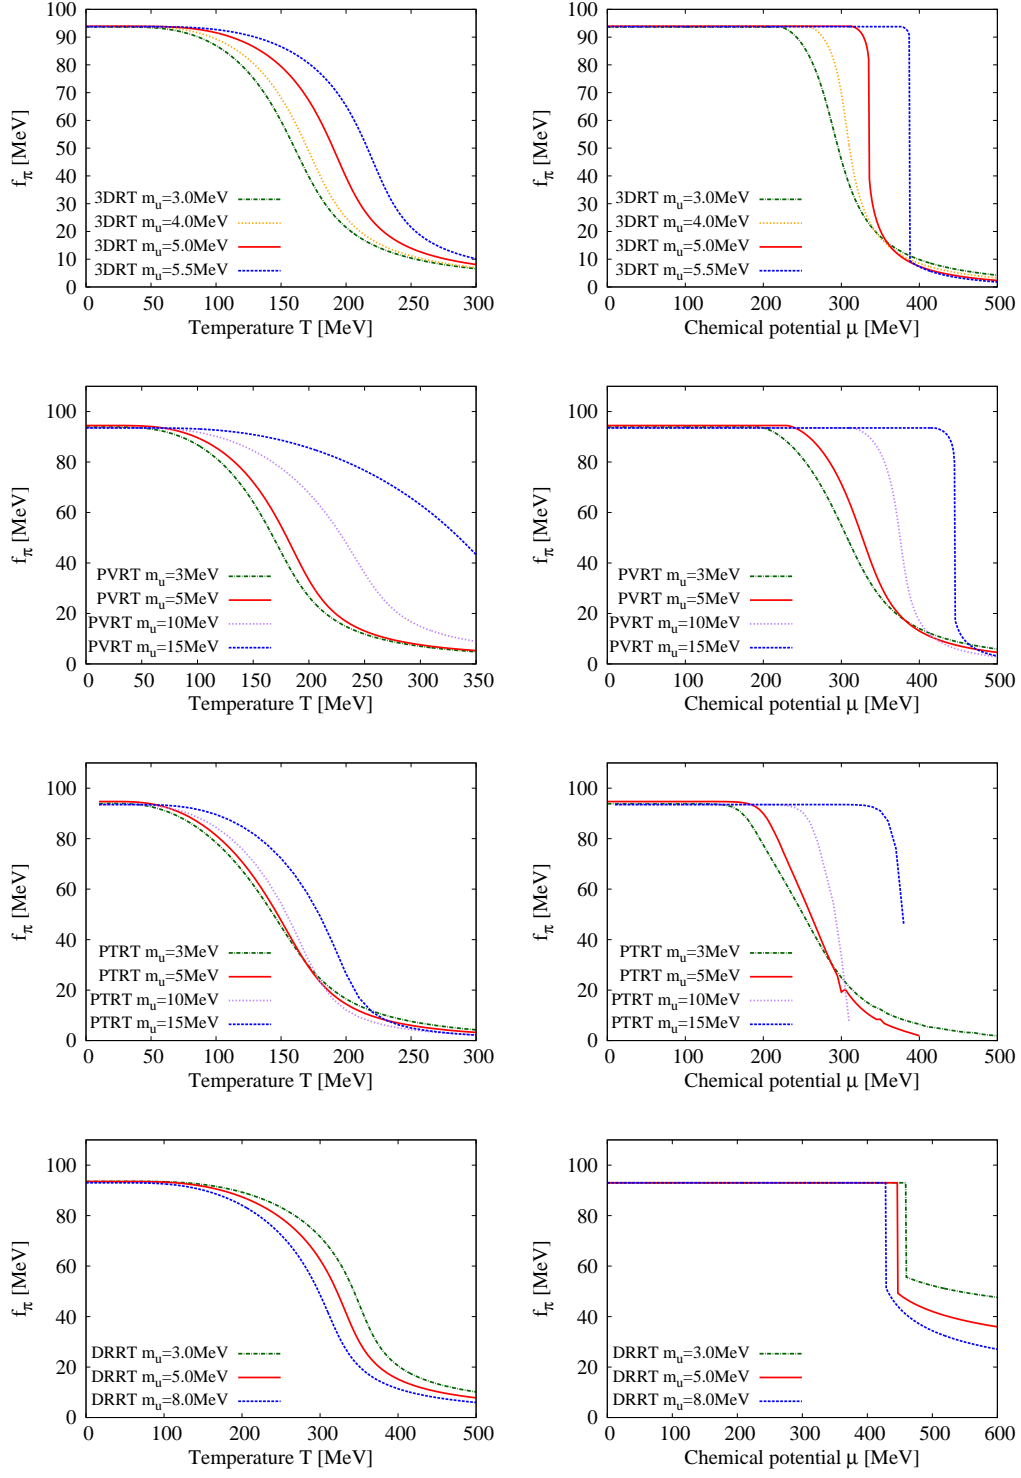 f_π [MeV]
100
90
80
70
60
50
40
30
20
10
0
3DRT m_u=3.0MeV
3DRT m_u=4.0MeV
3DRT m_u=5.0MeV
3DRT m_u=5.5MeV
0 50 100 150 200 250 300
Temperature T [MeV]
f_π [MeV]
100
90
80
70
60
50
40
30
20
10
0
3DRT m_u=3.0MeV
3DRT m_u=4.0MeV
3DRT m_u=5.0MeV
3DRT m_u=5.5MeV
0 100 200 300 400 500
Chemical potential μ [MeV]
f_π [MeV]
100
80
60
40
20
0
PVRT m_u=3MeV
PVRT m_u=5MeV
PVRT m_u=10MeV
PVRT m_u=15MeV
0 50 100 150 200 250 300 350
Temperature T [MeV]
f_π [MeV]
100
80
60
40
20
0
PVRT m_u=3MeV
PVRT m_u=5MeV
PVRT m_u=10MeV
PVRT m_u=15MeV
0 100 200 300 400 500
Chemical potential μ [MeV]
f_π [MeV]
100
80
60
40
20
0
PTRT m_u=3MeV
PTRT m_u=5MeV
PTRT m_u=10MeV
PTRT m_u=15MeV
0 50 100 150 200 250 300
Temperature T [MeV]
f_π [MeV]
100
80
60
40
20
0
PTRT m_u=3MeV
PTRT m_u=5MeV
PTRT m_u=10MeV
PTRT m_u=15MeV
0 100 200 300 400 500
Chemical potential μ [MeV]
f_π [MeV]
100
80
60
40
20
0
DRRT m_u=3.0MeV
DRRT m_u=5.0MeV
DRRT m_u=8.0MeV
0 100 200 300 400 500
Temperature T [MeV]
f_π [MeV]
100
80
60
40
20
0
DRRT m_u=3.0MeV
DRRT m_u=5.0MeV
DRRT m_u=8.0MeV
0 100 200 300 400 500 600
Chemical potential μ [MeV]